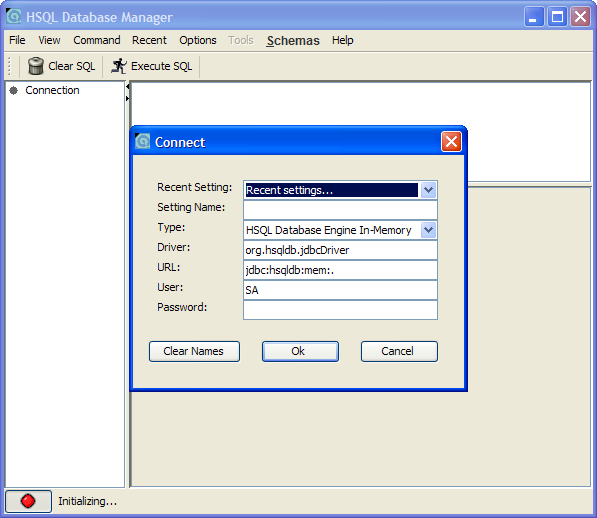 HSQL Database Manager
File View Command Recent Options Tools Schemas Help
Clear SQL Execute SQL
Connection
Connect
Recent Setting: Recent settings...
Setting Name:
Type: HSQL Database Engine In-Memory
Driver: org.hsqldb.jdbcDriver
URL: jdbc:hsqldb:mem:.
User: SA
Password:
Clear Names Ok Cancel
Initializing...